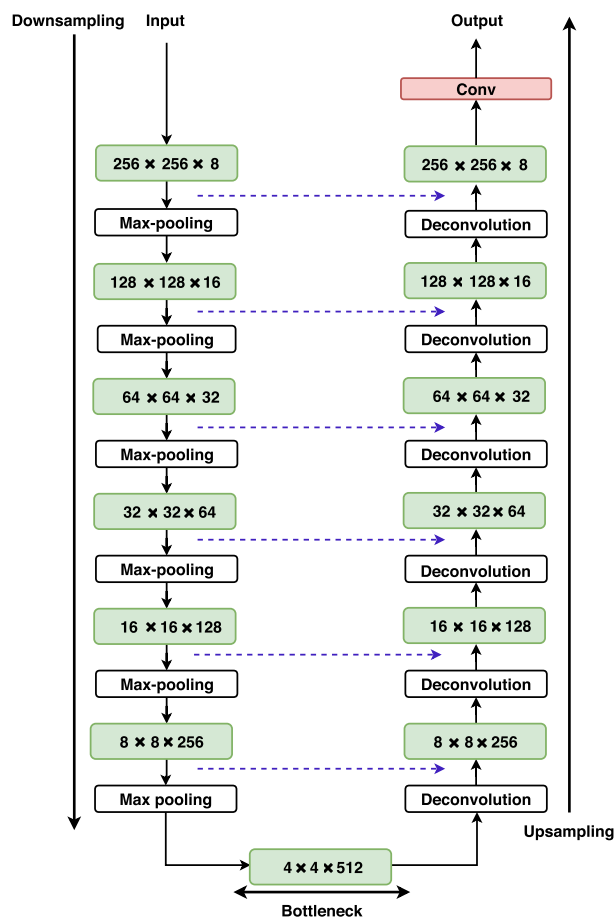 Downsampling
Input
Output
Conv
256 × 256 × 8
256 × 256 × 8
Max-pooling
Deconvolution
128 × 128 × 16
128 × 128 × 16
Max-pooling
Deconvolution
64 × 64 × 32
64 × 64 × 32
Max-pooling
Deconvolution
32 × 32 × 64
32 × 32 × 64
Max-pooling
Deconvolution
16 × 16 × 128
16 × 16 × 128
Max-pooling
Deconvolution
8 × 8 × 256
8 × 8 × 256
Max pooling
Deconvolution
Upsampling
4 × 4 × 512
Bottleneck